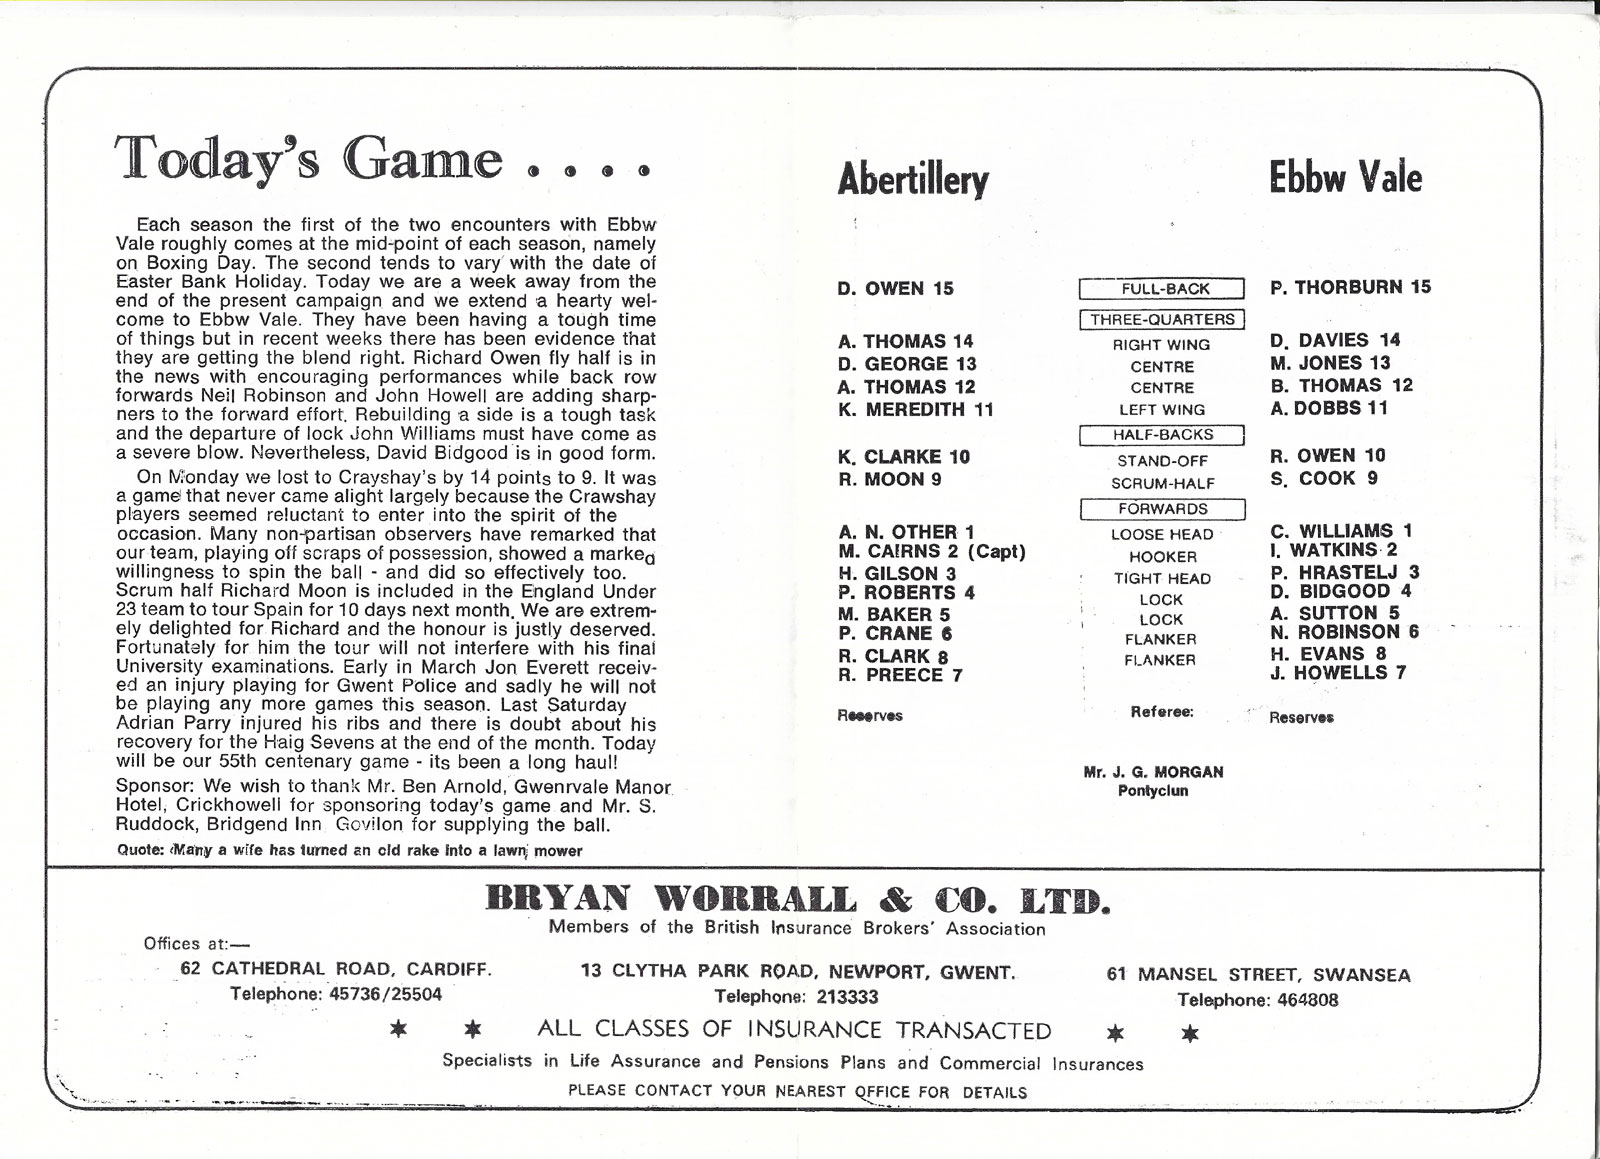 Today's Game . . . .
Each season the first of the two encounters with Ebbw
Vale roughly comes at the mid-point of each season, namely
on Boxing Day. The second tends to vary with the date of
Easter Bank Holiday. Today we are a week away from the
end of the present campaign and we extend a hearty wel-
come to Ebbw Vale. They have been having a tough time
of things but in recent weeks there has been evidence that
they are getting the blend right. Richard Owen fly half is in
the news with encouraging performances while back row
forwards Neil Robinson and John Howell are adding sharp-
ners to the forward effort. Rebuilding a side is a tough task
and the departure of lock John Williams must have come as
a severe blow. Nevertheless, David Bidgood is in good form.
On Monday we lost to Crayshay's by 14 points to 9. It was
a game that never came alight largely because the Crawshay
players seemed reluctant to enter into the spirit of the
occasion. Many non-partisan observers have remarked that
our team, playing off scraps of possession, showed a marked
willingness to spin the ball - and did so effectively too.
Scrum half Richard Moon is included in the England Under
23 team to tour Spain for 10 days next month. We are extrem-
ely delighted for Richard and the honour is justly deserved.
Fortunately for him the tour will not interfere with his final
University examinations. Early in March Jon Everett receiv-
ed an injury playing for Gwent Police and sadly he will not
be playing any more games this season. Last Saturday
Adrian Parry injured his ribs and there is doubt about his
recovery for the Haig Sevens at the end of the month. Today
will be our 55th centenary game - its been a long haul!
Sponsor: We wish to thank Mr. Ben Arnold, Gwenrvale Manor
Hotel, Crickhowell for sponsoring today's game and Mr. S.
Ruddock, Bridgend Inn Govilon for supplying the ball.
Quote: Many a wife has turned an old rake into a lawn mower
Abertillery Ebbw Vale
D. OWEN 15 FULL-BACK P. THORBURN 15
THREE-QUARTERS
A. THOMAS 14 RIGHT WING D. DAVIES 14
D. GEORGE 13 CENTRE M. JONES 13
A. THOMAS 12 CENTRE B. THOMAS 12
K. MEREDITH 11 LEFT WING A. DOBBS 11
HALF-BACKS
K. CLARKE 10 STAND-OFF R. OWEN 10
R. MOON 9 SCRUM-HALF S. COOK 9
FORWARDS
A. N. OTHER 1 LOOSE HEAD C. WILLIAMS 1
M. CAIRNS 2 (Capt) HOOKER I. WATKINS 2
H. GILSON 3 TIGHT HEAD P. HRASTELJ 3
P. ROBERTS 4 LOCK D. BIDGOOD 4
M. BAKER 5 LOCK A. SUTTON 5
P. CRANE 6 FLANKER N. ROBINSON 6
R. CLARK 8 FLANKER H. EVANS 8
R. PREECE 7 J. HOWELLS 7
Reserves Referee: Reserves
Mr. J. G. MORGAN
Pontyclun
BRYAN WORRALL & CO. LTD.
Members of the British Insurance Brokers' Association
Offices at:—
62 CATHEDRAL ROAD, CARDIFF. 13 CLYTHA PARK ROAD, NEWPORT, GWENT. 61 MANSEL STREET, SWANSEA
Telephone: 45736/25504 Telephone: 213333 Telephone: 464808
★ ★ ALL CLASSES OF INSURANCE TRANSACTED ★ ★
Specialists in Life Assurance and Pensions Plans and Commercial Insurances
PLEASE CONTACT YOUR NEAREST OFFICE FOR DETAILS